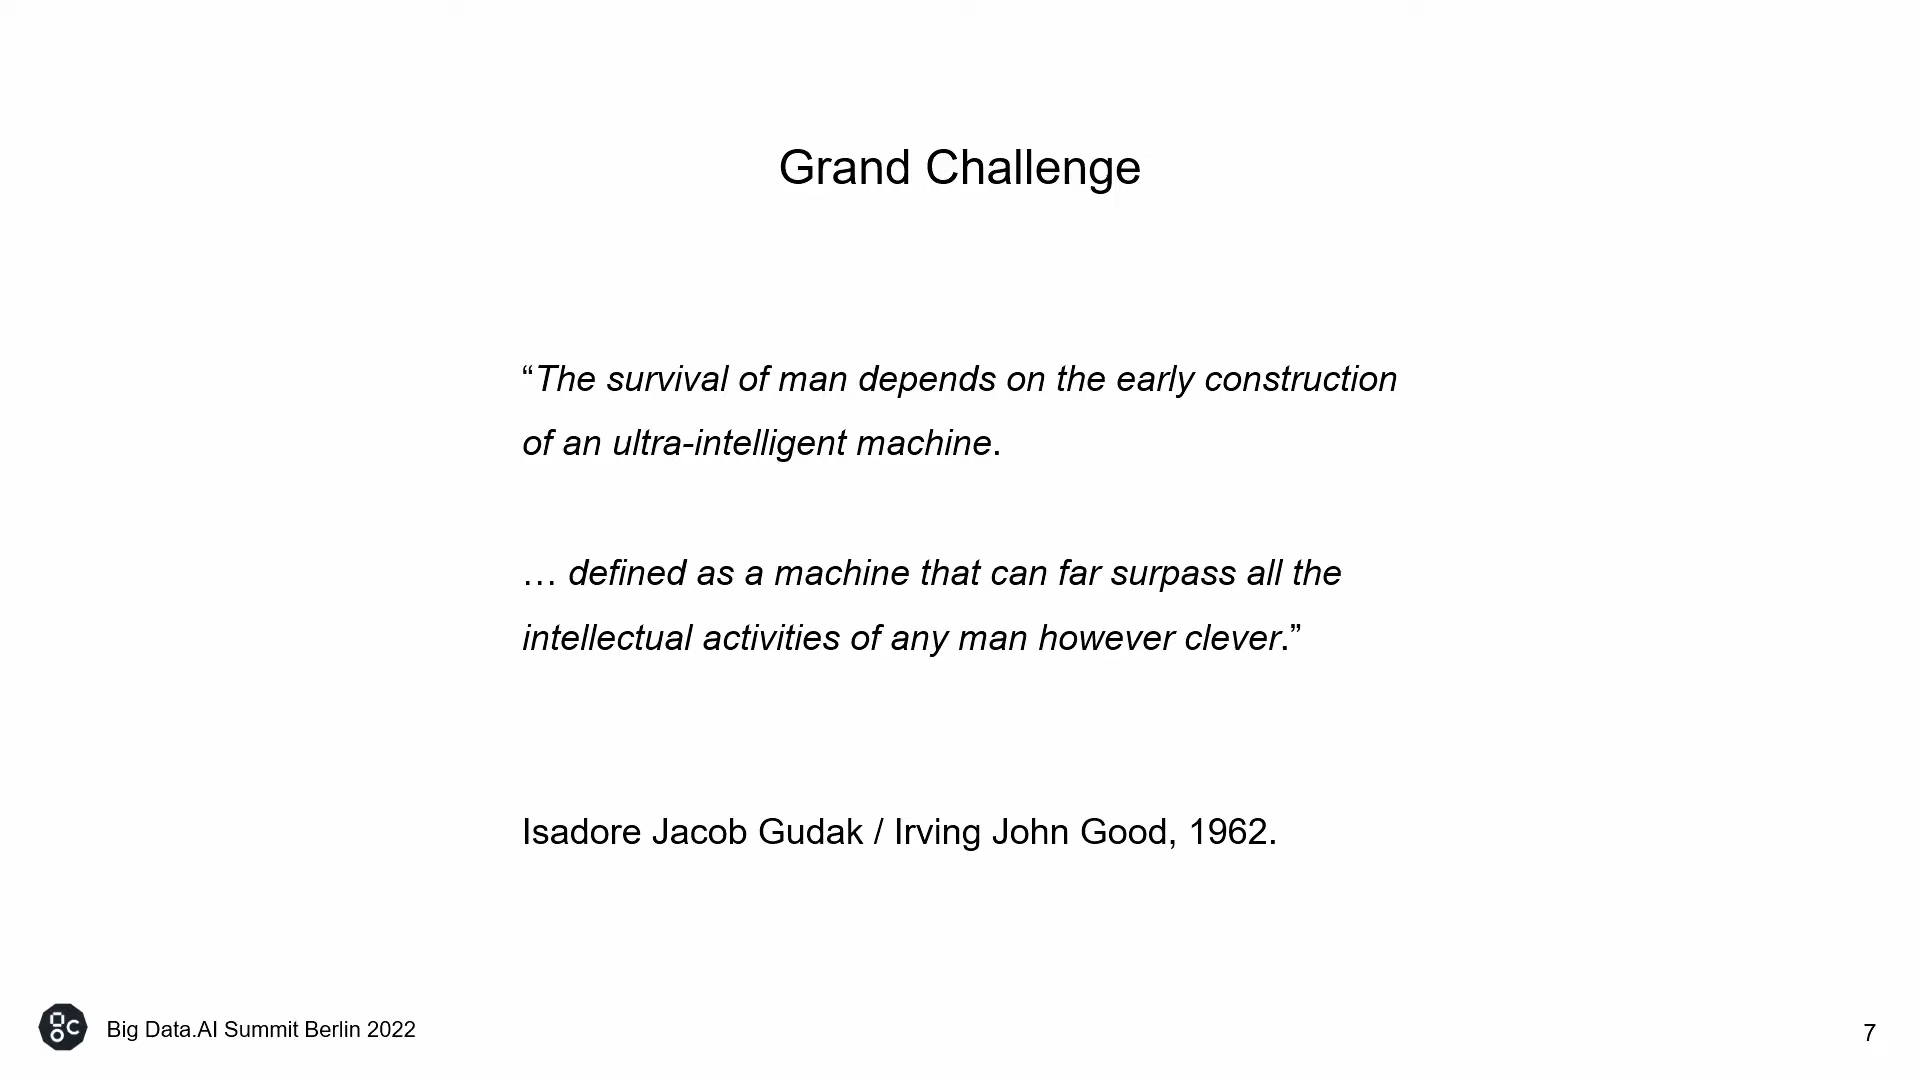 Grand Challenge
“The survival of man depends on the early construction
of an ultra-intelligent machine.
… defined as a machine that can far surpass all the
intellectual activities of any man however clever.”
Isadore Jacob Gudak / Irving John Good, 1962.
gc
Big Data.AI Summit Berlin 2022
7